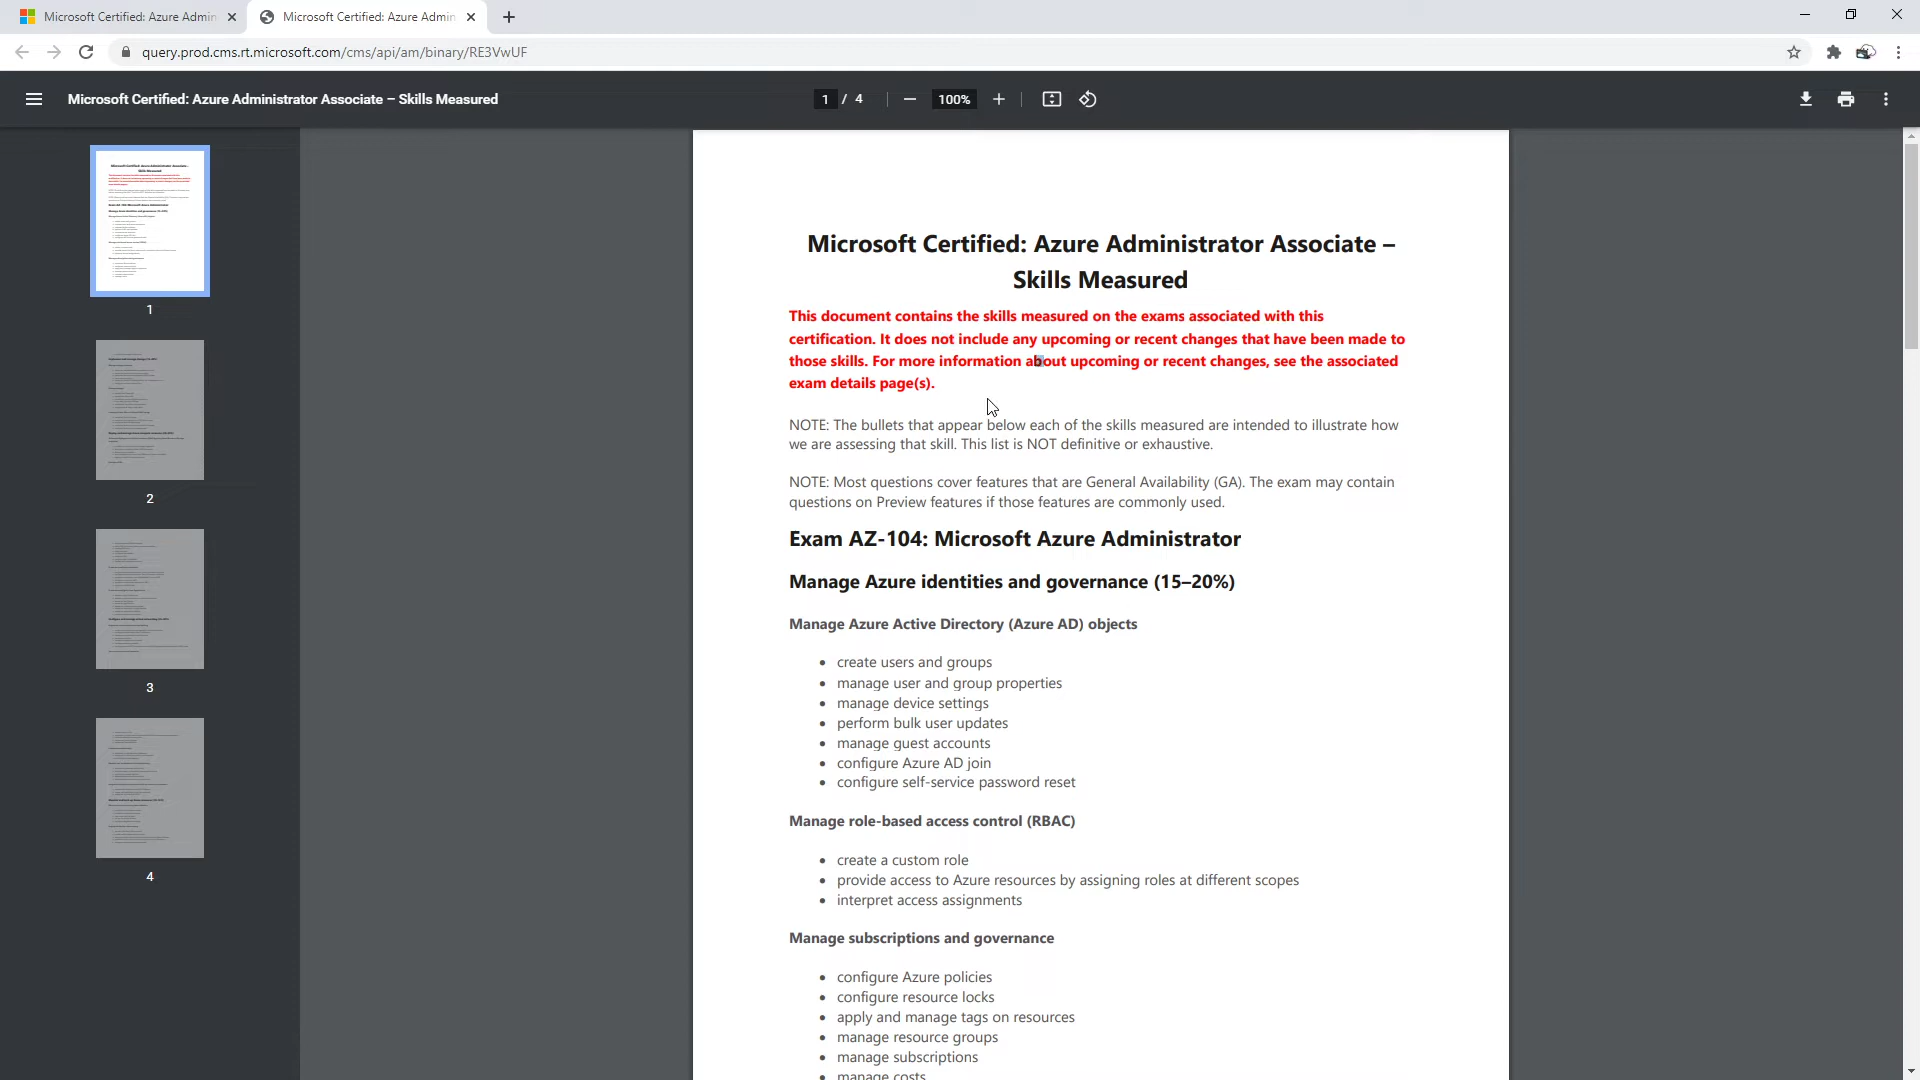 Microsoft Certified: Azure Admin
Microsoft Certified: Azure Admin
query.prod.cms.rt.microsoft.com/cms/api/am/binary/RE3VwUF
Microsoft Certified: Azure Administrator Associate – Skills Measured
1 / 4
100%
1
2
3
4
Microsoft Certified: Azure Administrator Associate –
Skills Measured
This document contains the skills measured on the exams associated with this
certification. It does not include any upcoming or recent changes that have been made to
those skills. For more information about upcoming or recent changes, see the associated
exam details page(s).
NOTE: The bullets that appear below each of the skills measured are intended to illustrate how
we are assessing that skill. This list is NOT definitive or exhaustive.
NOTE: Most questions cover features that are General Availability (GA). The exam may contain
questions on Preview features if those features are commonly used.
Exam AZ-104: Microsoft Azure Administrator
Manage Azure identities and governance (15–20%)
Manage Azure Active Directory (Azure AD) objects
• create users and groups
• manage user and group properties
• manage device settings
• perform bulk user updates
• manage guest accounts
• configure Azure AD join
• configure self-service password reset
Manage role-based access control (RBAC)
• create a custom role
• provide access to Azure resources by assigning roles at different scopes
• interpret access assignments
Manage subscriptions and governance
• configure Azure policies
• configure resource locks
• apply and manage tags on resources
• manage resource groups
• manage subscriptions
• manage costs